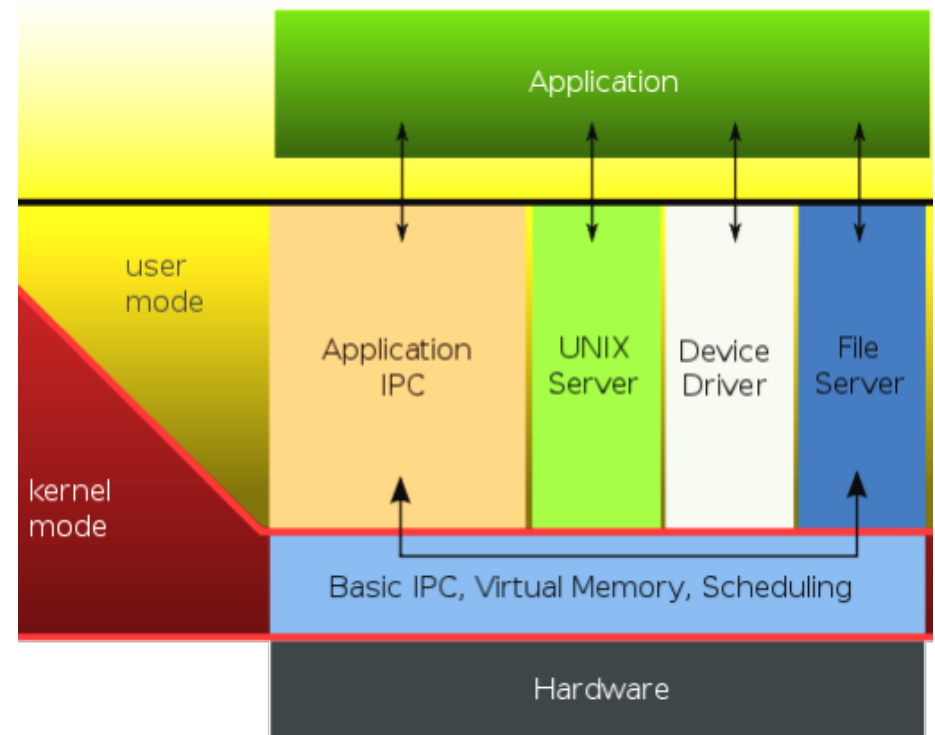 Application
user
mode
Application
IPC
UNIX
Server
Device
Driver
File
Server
kernel
mode
Basic IPC, Virtual Memory, Scheduling
Hardware